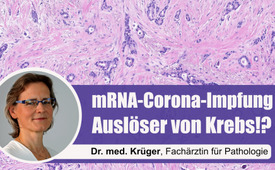 mRNA-Corona-Impfung
Auslöser von Krebs!?
Dr. med. Krüger, Fachärztin für Pathologie